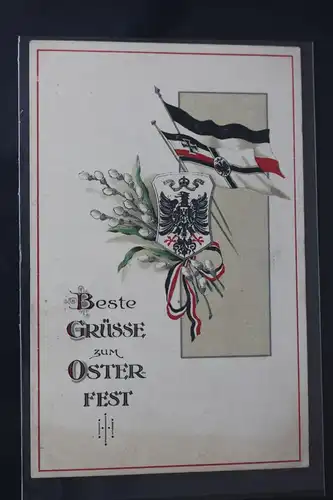 Beste
Grüsse
zum
Oster-
fest